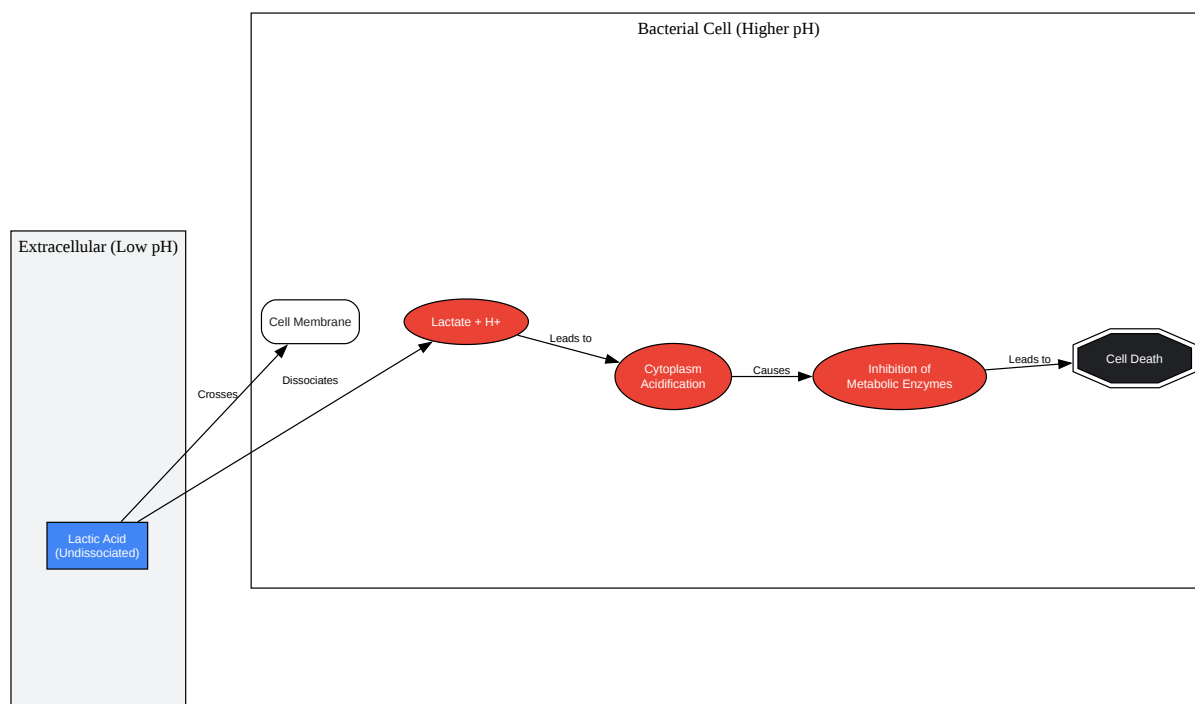 Bacterial Cell (Higher pH)
Extracellular (Low pH)
Cell Membrane
Lactate + H+
Leads to
Cytoplasm
Acidification
Causes
Inhibition of
Metabolic Enzymes
Leads to
Cell Death
Dissociates
Crosses
Lactic Acid
(Undissociated)